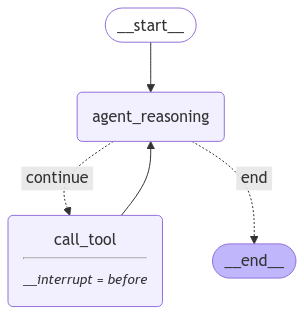 __start__
agent_reasoning
continue
end
call_tool
__interrupt = before
__end__